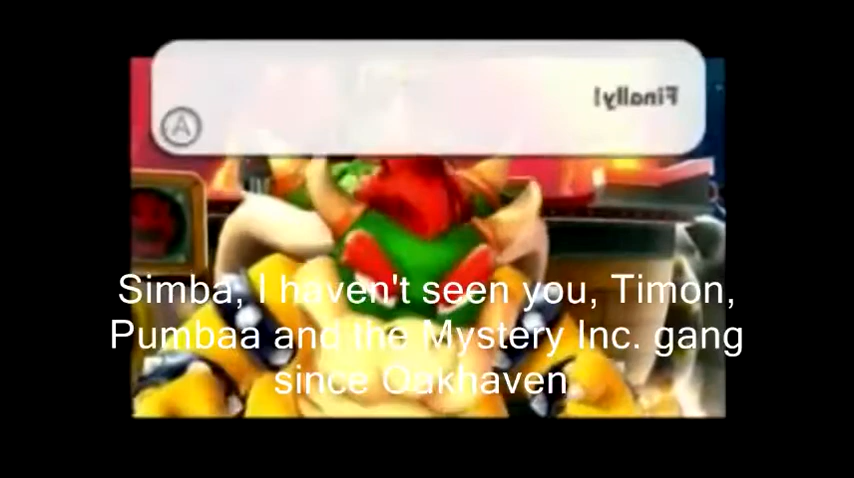 Finally!
A
Simba, I haven't seen you, Timon,
Pumbaa and the Mystery Inc. gang
since Oakhaven.